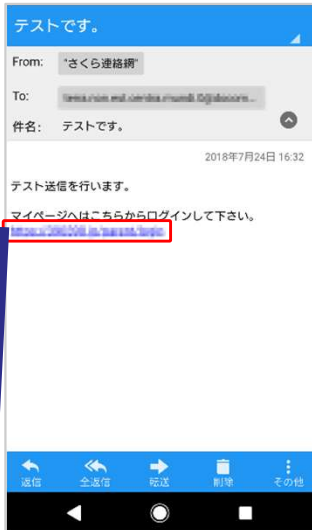 テストです。
From: "さくら連絡網"
To:
件名: テストです。
2018年7月24日 16:32
テスト送信を行います。
マイページへはこちらからログインして下さい。
返信 全返信 転送 削除 その他